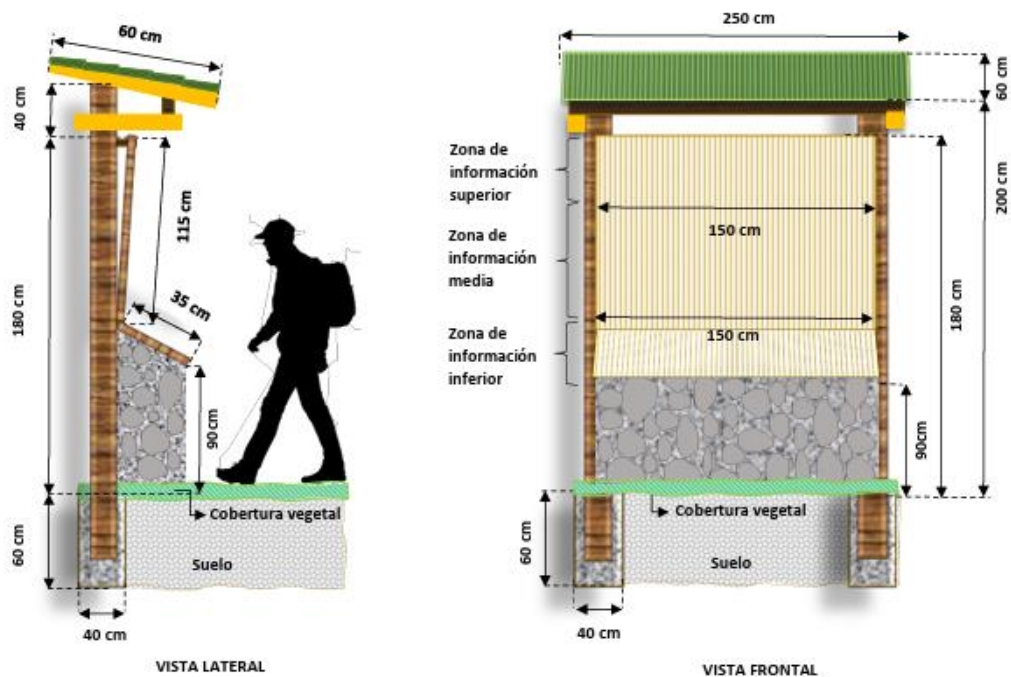 60 cm
40 cm
115 cm
180 cm
35 cm
90cm
Cobertura vegetal
60 cm
Suelo
40 cm
VISTA LATERAL
250 cm
60 cm
Zona de
información
superior
200 cm
150 cm
Zona de
información
media
180 cm
150 cm
Zona de
información
inferior
90cm
Cobertura vegetal
60 cm
Suelo
40 cm
VISTA FRONTAL